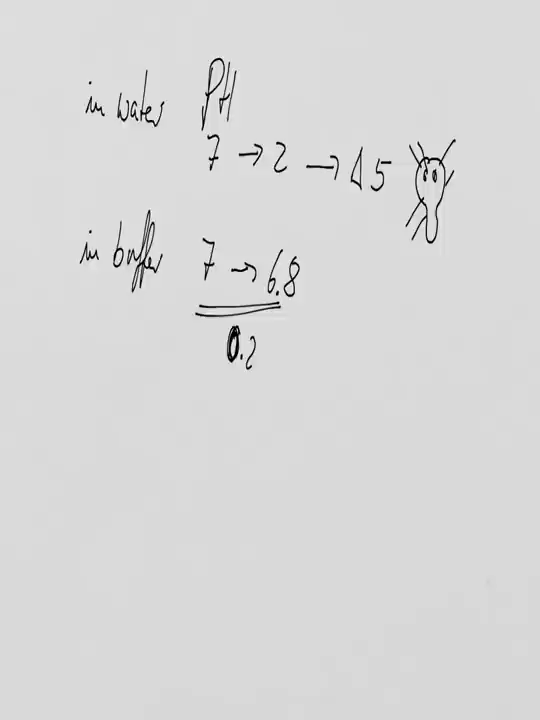 in water PH
7 → 2 → Δ 5
in buffer 7 → 6.8
0.2